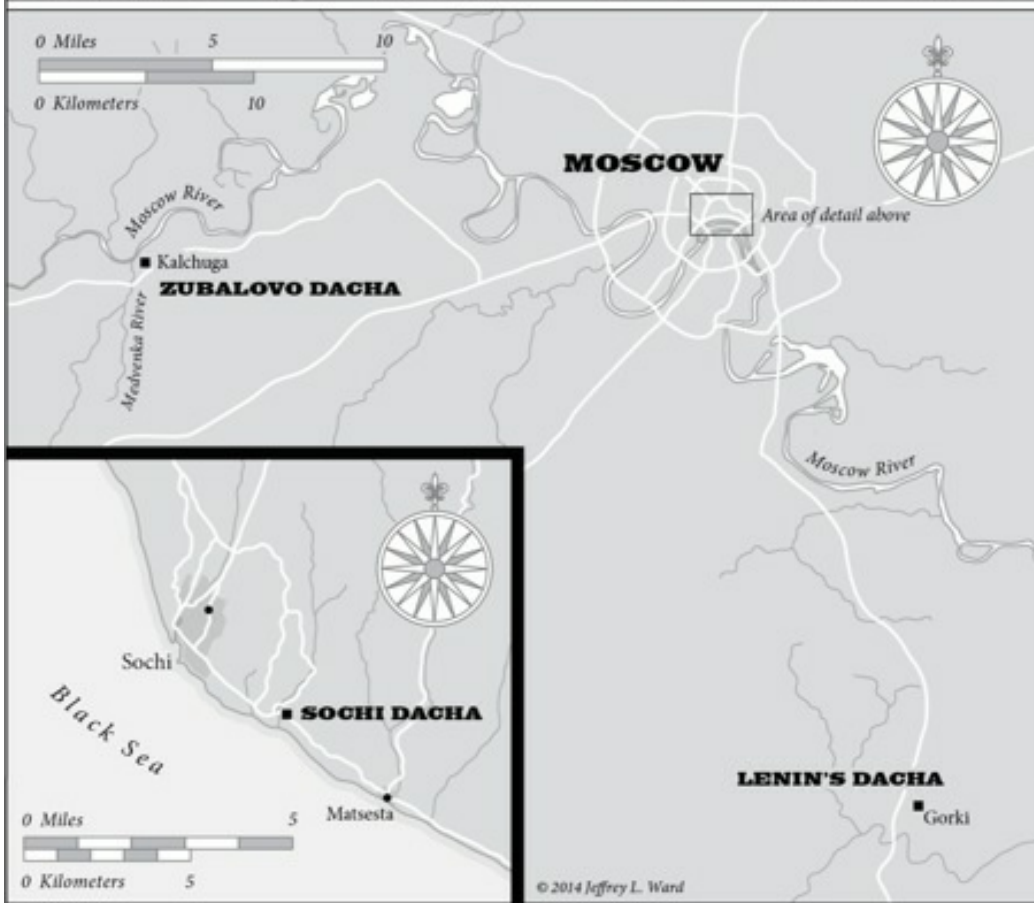 0 Miles 5 10
0 Kilometers 10
MOSCOW
Area of detail above
Moscow River
Kalchuga
ZUBALOVO DACHA
Medvenka River
Moscow River
Sochi
Black Sea
SOCHI DACHA
Matsesta
0 Miles 5
0 Kilometers 5
LENIN'S DACHA
Gorki
© 2014 Jeffrey L. Ward